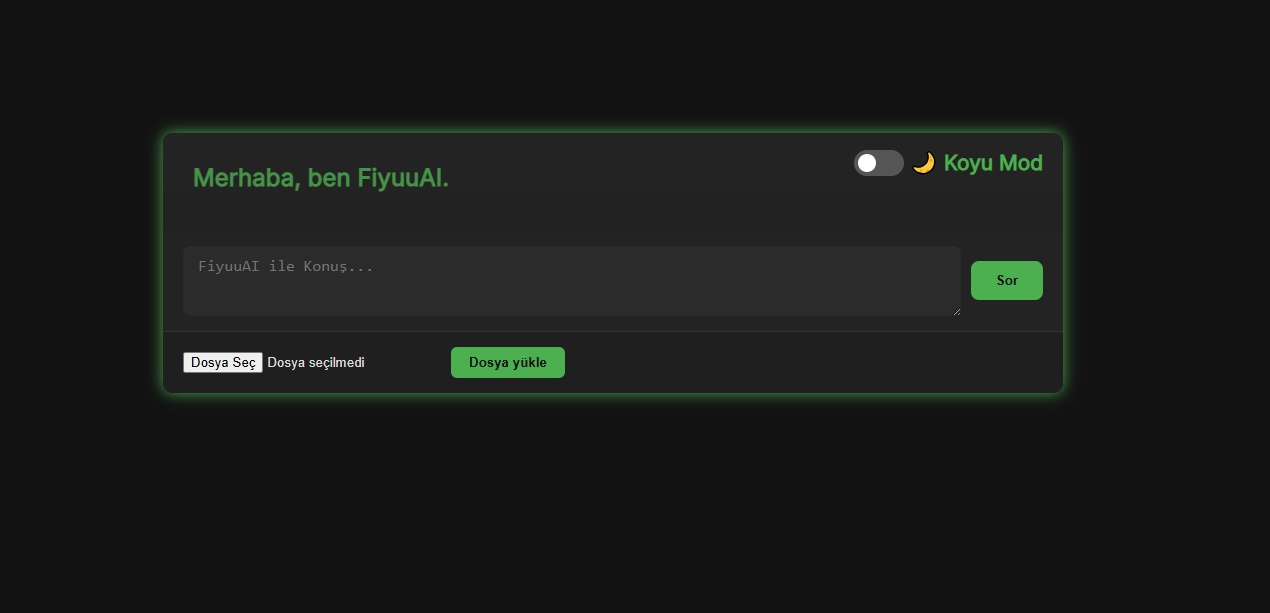 Merhaba, ben FiyuuAI.
🌙 Koyu Mod
FiyuuAI ile Konuş...
Sor
Dosya Seç Dosya seçilmedi
Dosya yükle